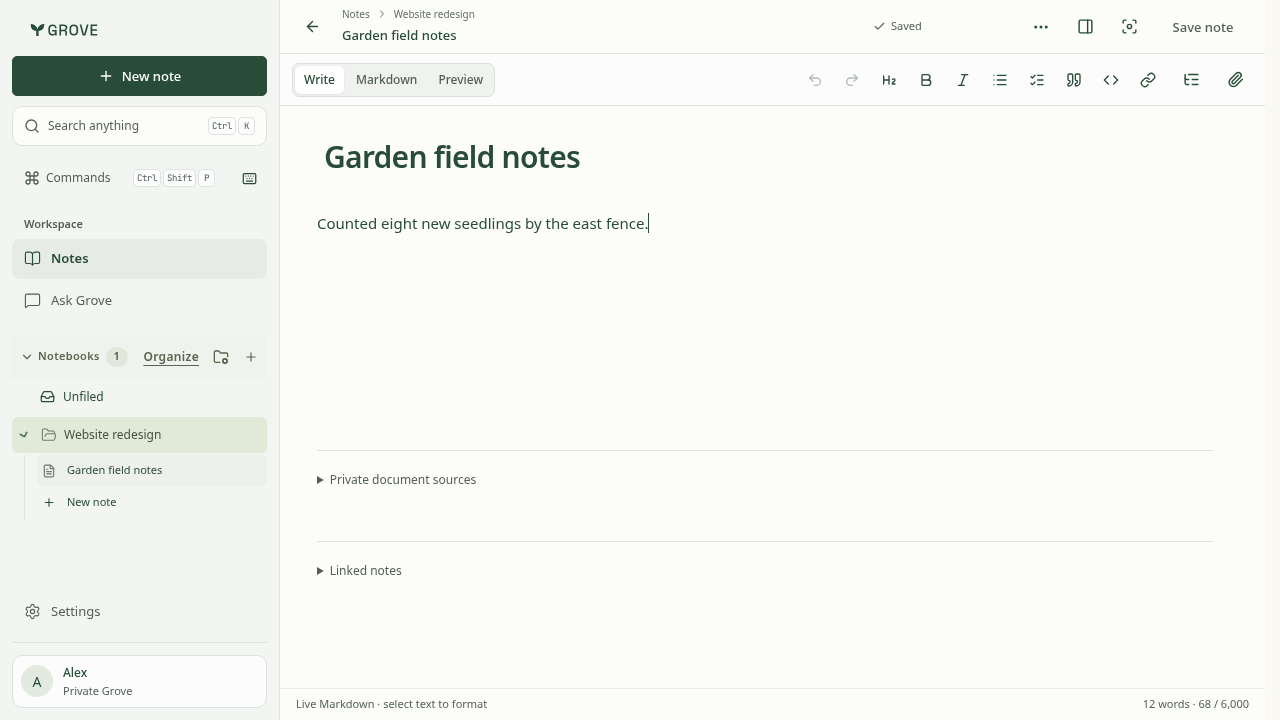 GROVE
New note
Search anything Ctrl K
Commands Ctrl Shift P
Workspace
Notes
Ask Grove
Notebooks 1 Organize
Unfiled
Website redesign
Garden field notes
New note
Settings
A
Alex
Private Grove
Notes > Website redesign
Garden field notes
Saved
Save note
Write Markdown Preview
H2 B I
Garden field notes
Counted eight new seedlings by the east fence.
Private document sources
Linked notes
Live Markdown · select text to format
12 words · 68 / 6,000